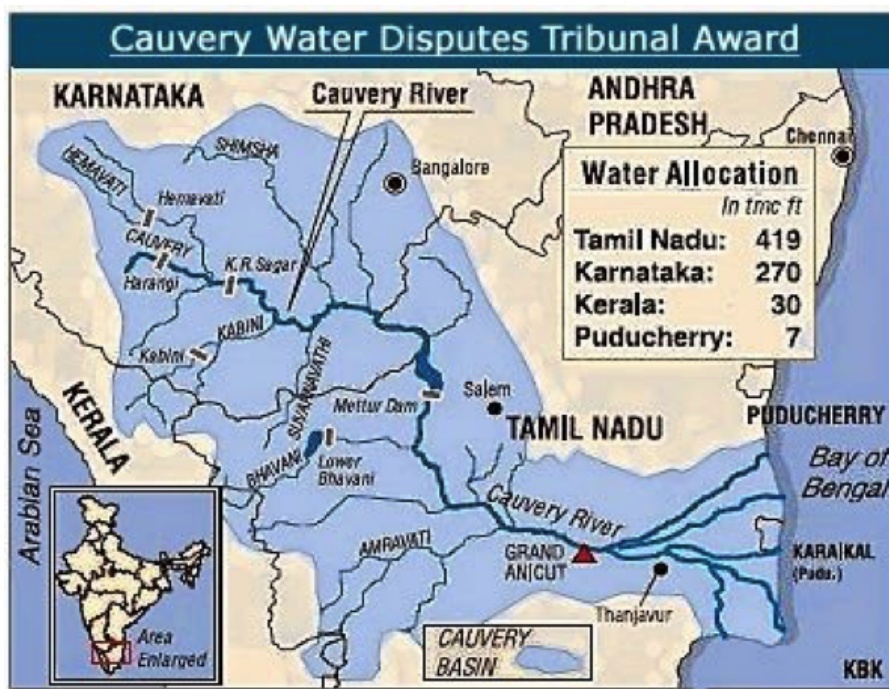 Cauvery Water Disputes Tribunal Award
KARNATAKA
Cauvery River
ANDHRA
PRADESH
Chennai
SHIMSHA
HEMAVATI
Hemavati
Bangalore
Water Allocation
In tmc ft
Tamil Nadu: 419
Karnataka: 270
Kerala: 30
Puducherry: 7
CAUVERY
Harangi
K.R.Sagar
KABINI
Kabini
SUVARNAVATHI
Mettur Dam
Salem
TAMIL NADU
PUDUCHERRY
KERALA
Arabian Sea
BHAVANI
Lower
Bhavani
Bay of
Bengal
Cauvery River
AMRAVATI
GRAND
ANICUT
KARAIKAL
(Pudu.)
Thanjavur
Area
Enlarged
CAUVERY
BASIN
KBK